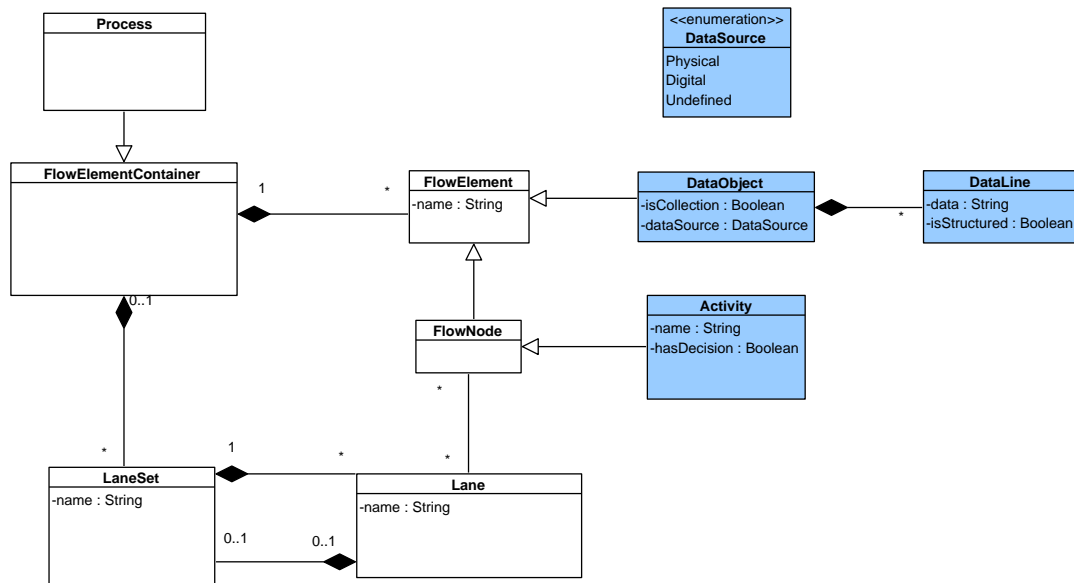 Process
<<enumeration>>
DataSource
Physical
Digital
Undefined
FlowElementContainer
1
*
FlowElement
-name : String
DataObject
-isCollection : Boolean
-dataSource : DataSource
*
DataLine
-data : String
-isStructured : Boolean
0..1
FlowNode
Activity
-name : String
-hasDecision : Boolean
*
*
1
*
*
LaneSet
-name : String
Lane
-name : String
0..1
0..1